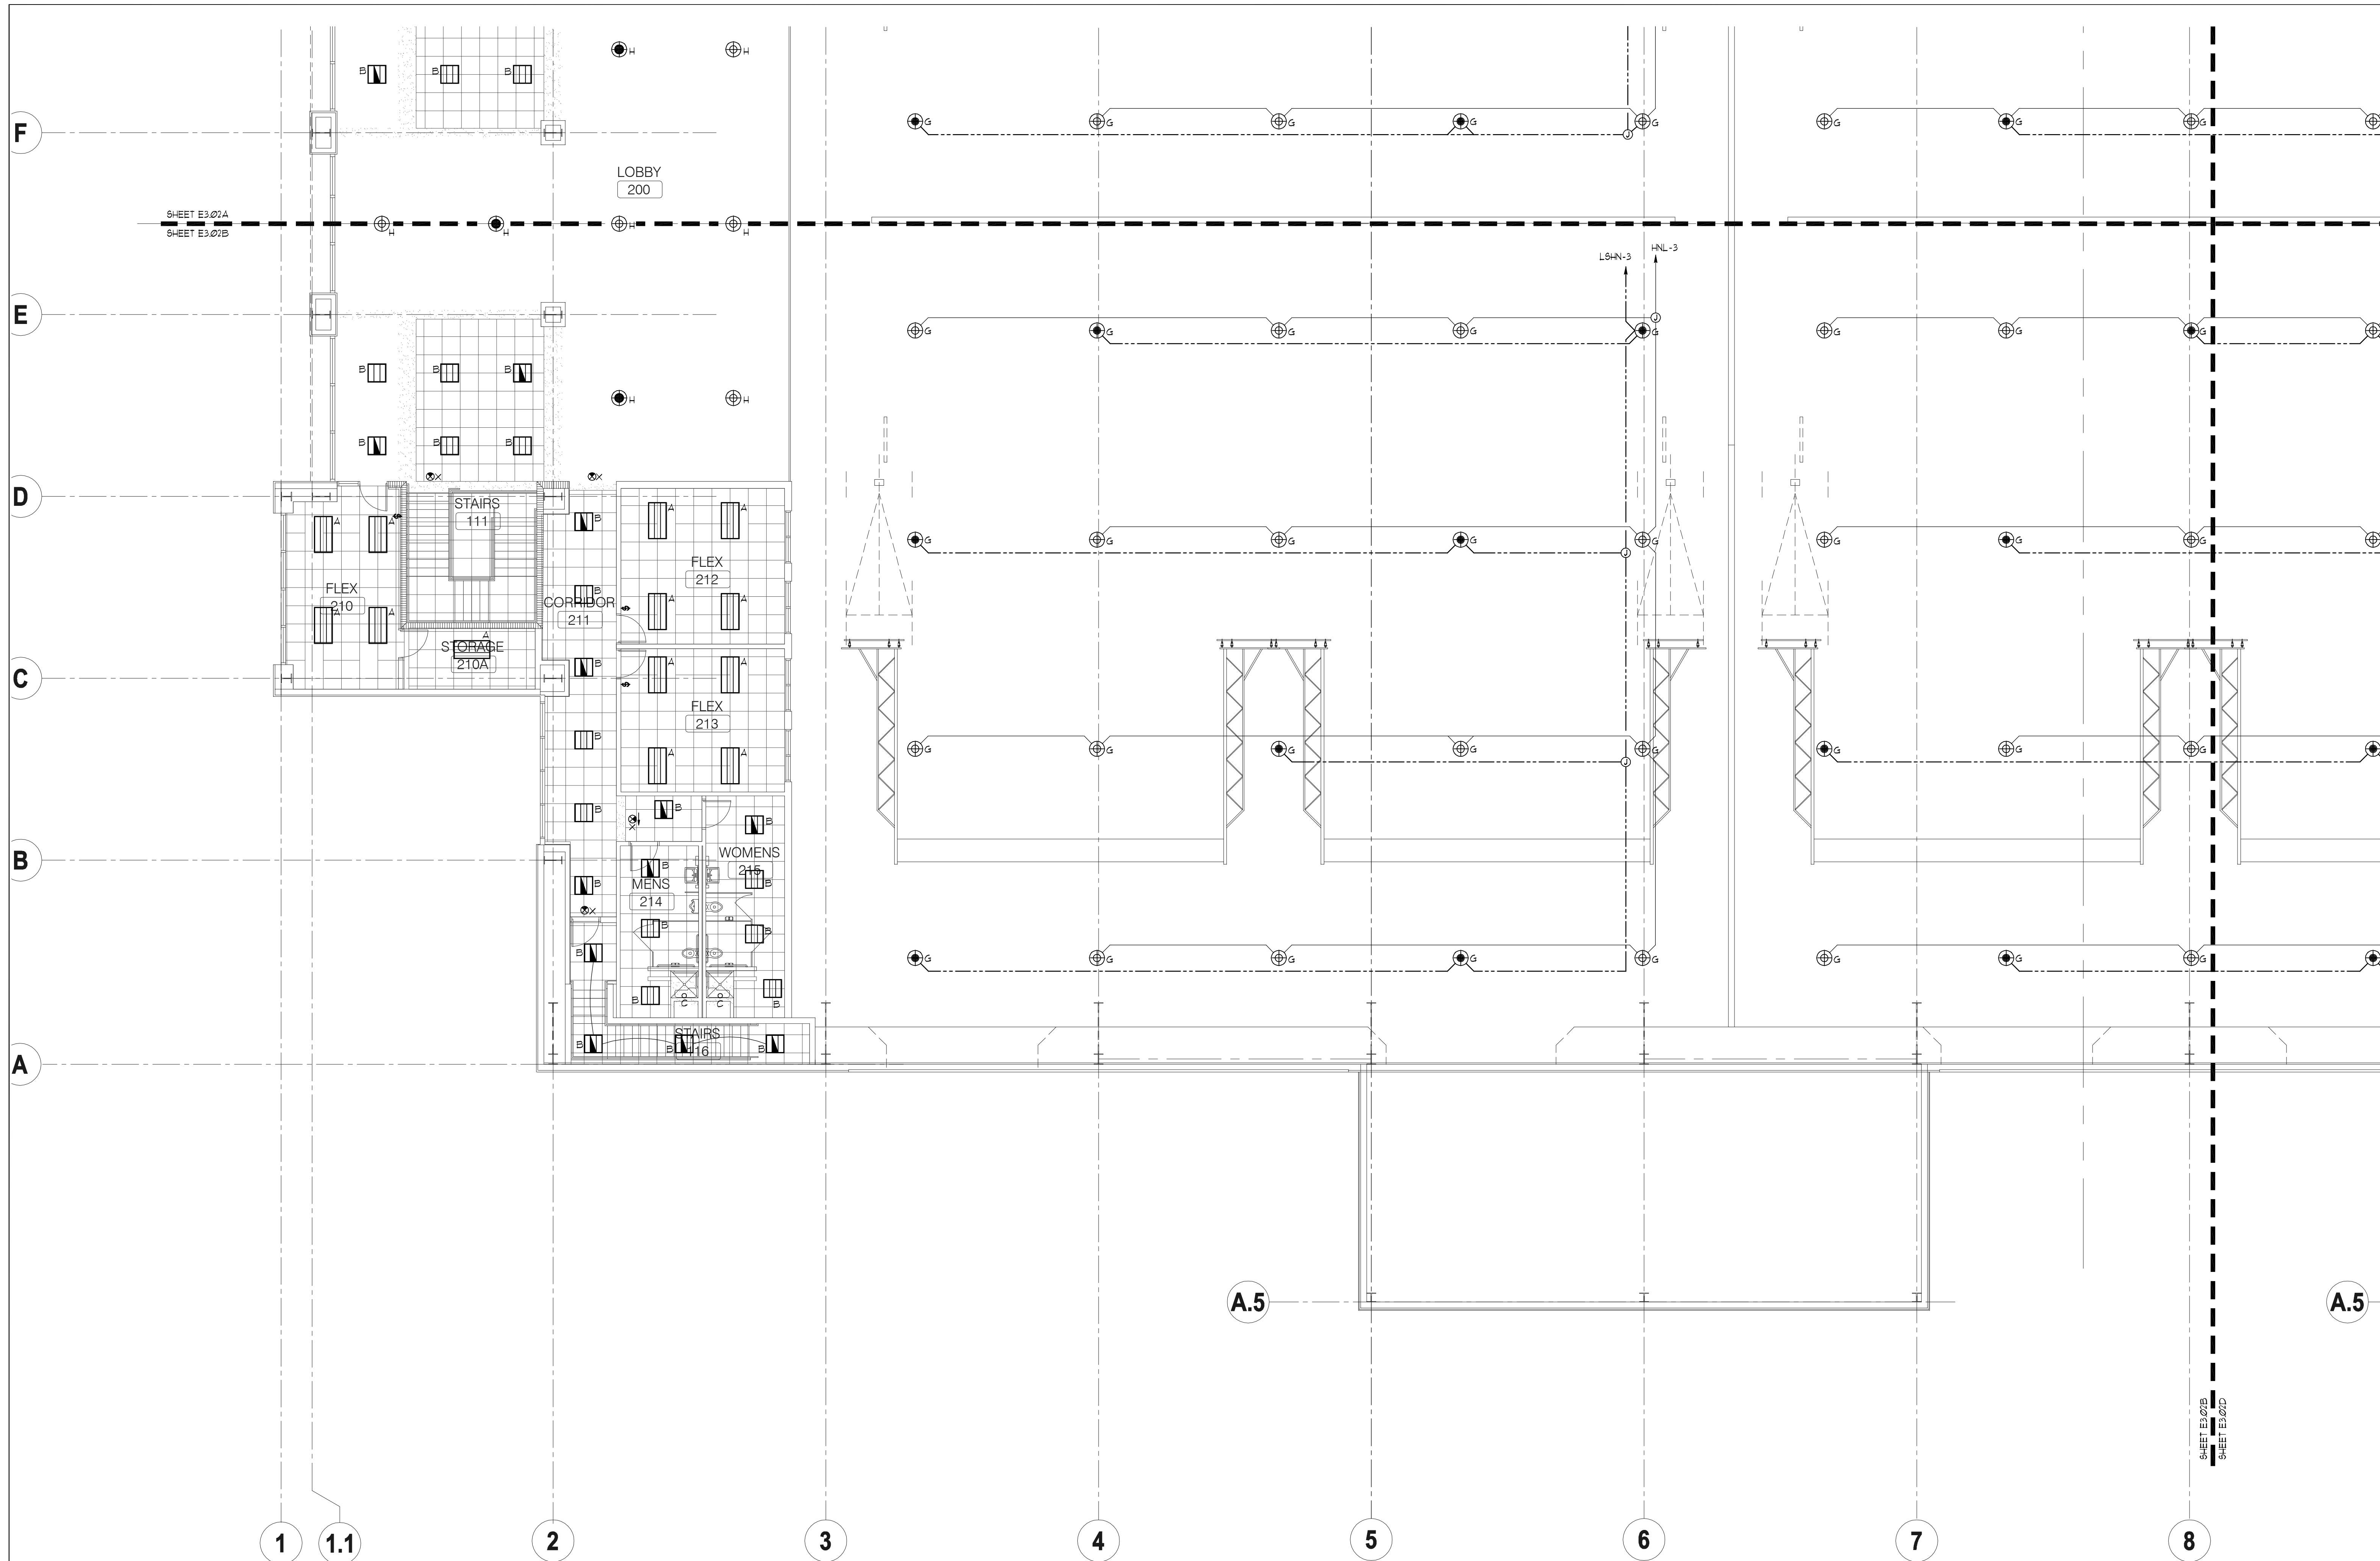 H H
B B B
F
G G G G G G G G G
J
LOBBY
200
SHEET E3.02A
SHEET E3.02B
H H H H
HNL-3
LSHN-3
E
J
G G G G G G G G
B B B
H H
B B B
X X
D
STAIRS
111
A A B A A
G G G G G G G G
J
FLEX
212
FLEX
210
B
CORRIDOR
211
A A A A
A
STORAGE
210A
B A A
C
FLEX
213
B A A
G G G G G G G G
J
B B B
X
B
WOMENS
215
B
MENS
214
B B
X
B B
B
G G G G G G G G
B C C B
STAIRS
116
B B B
A
A.5 A.5
SHEET E3.02B
SHEET E3.02D
1 1.1 2 3 4 5 6 7 8